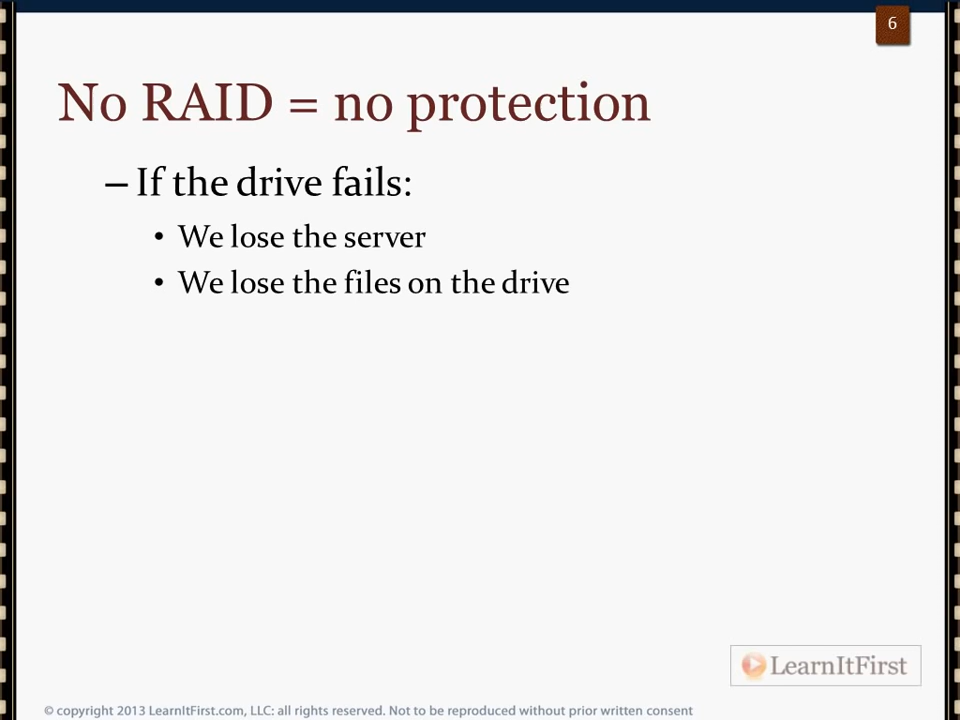 6
No RAID = no protection
– If the drive fails:
• We lose the server
• We lose the files on the drive
LearnItFirst
© copyright 2013 LearnItFirst.com, LLC: all rights reserved. Not to be reproduced without prior written consent